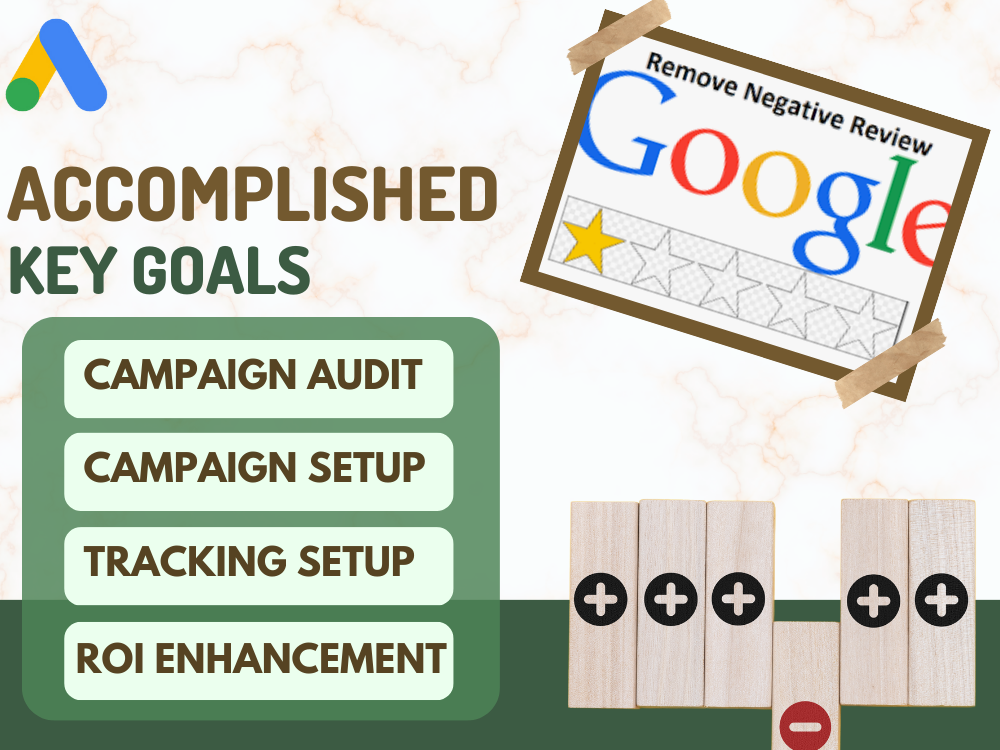 ACCOMPLISHED
KEY GOALS
CAMPAIGN AUDIT
CAMPAIGN SETUP
TRACKING SETUP
ROI ENHANCEMENT
Remove Negative Review
Google